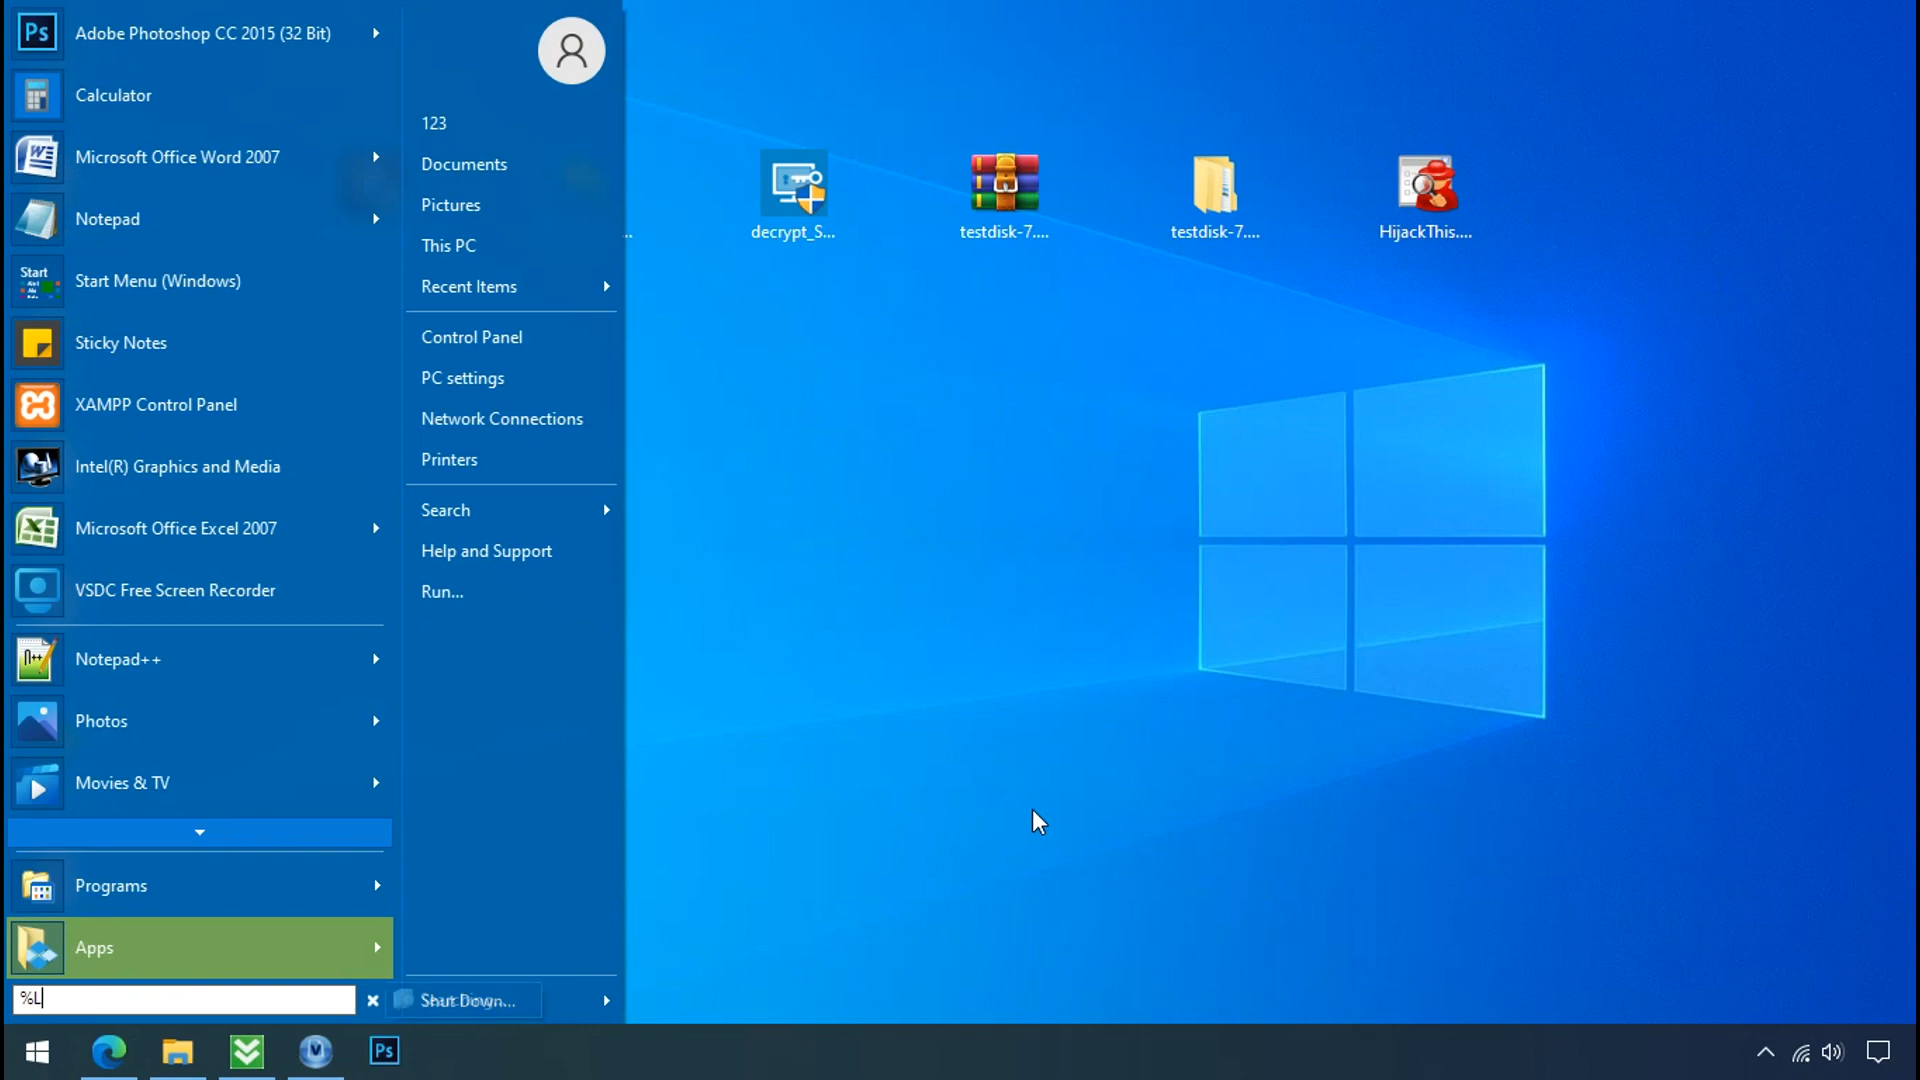 Adobe Photoshop CC 2015 (32 Bit)
Calculator
Microsoft Office Word 2007
Notepad
Start Menu (Windows)
Sticky Notes
XAMPP Control Panel
Intel(R) Graphics and Media
Microsoft Office Excel 2007
VSDC Free Screen Recorder
Notepad++
Photos
Movies & TV
Programs
Apps
%L
123
Documents
Pictures
This PC
Recent Items
Control Panel
PC settings
Network Connections
Printers
Search
Help and Support
Run...
Shut Down...
...
decrypt_S...
testdisk-7....
testdisk-7....
HijackThis....
Ps
Start
Ps